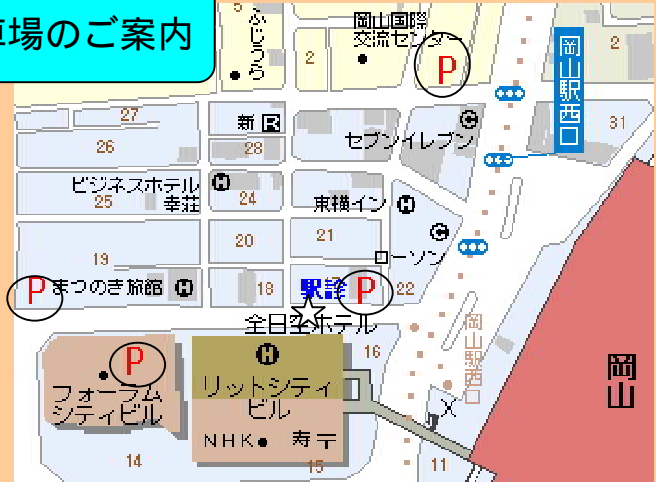 車場のご案内
5
ふじうら
岡山国際
交流センター
P
2
2
岡山駅西口
27
新 R
セブンイレブン
31
26
28
ビジネスホテル
幸荘
25
24
東横イン
20
21
ローソン
19
P
まつのき旅館
18
駅診
P
22
全日空ホテル
16
岡山駅西口
P
フォーラム
シティビル
リットシティ
ビル
岡山
NHK
寿
14
15
11